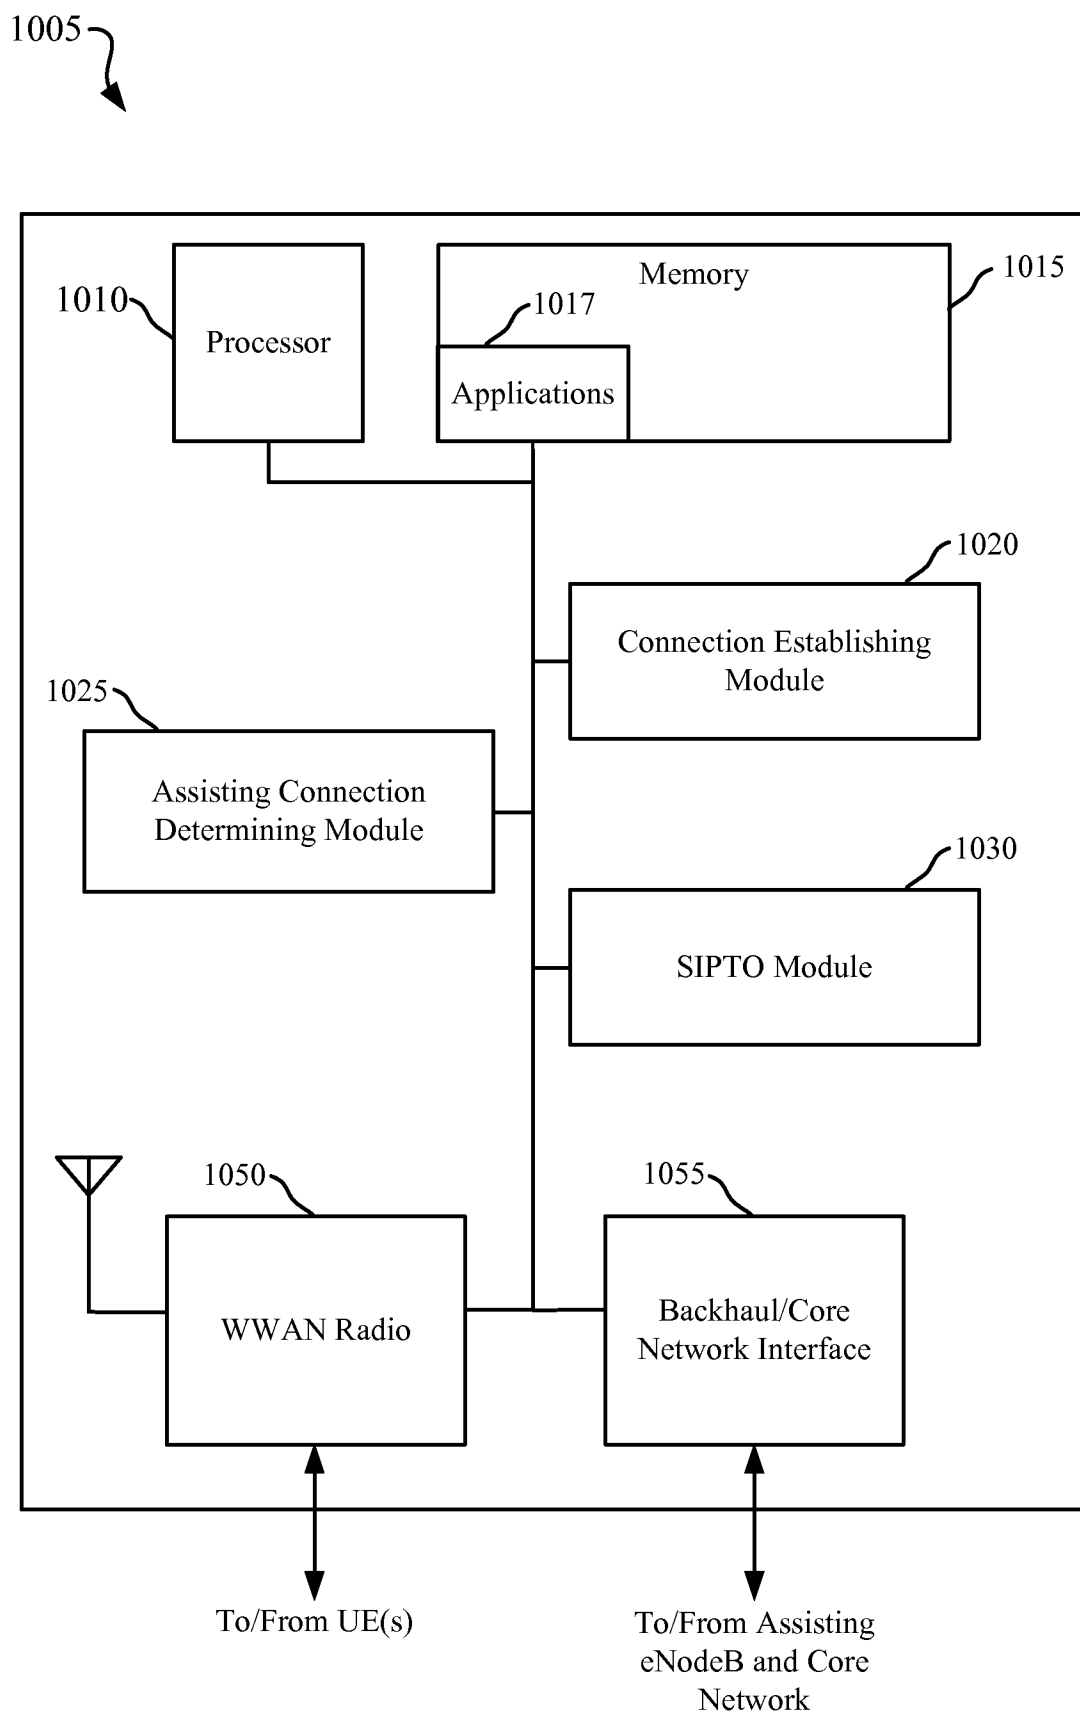 1005
1010
Processor
Memory
1015
1017
Applications
1020
Connection Establishing
Module
1025
Assisting Connection
Determining Module
1030
SIPTO Module
1050
WWAN Radio
1055
Backhaul/Core
Network Interface
To/From UE(s)
To/From Assisting
eNodeB and Core
Network